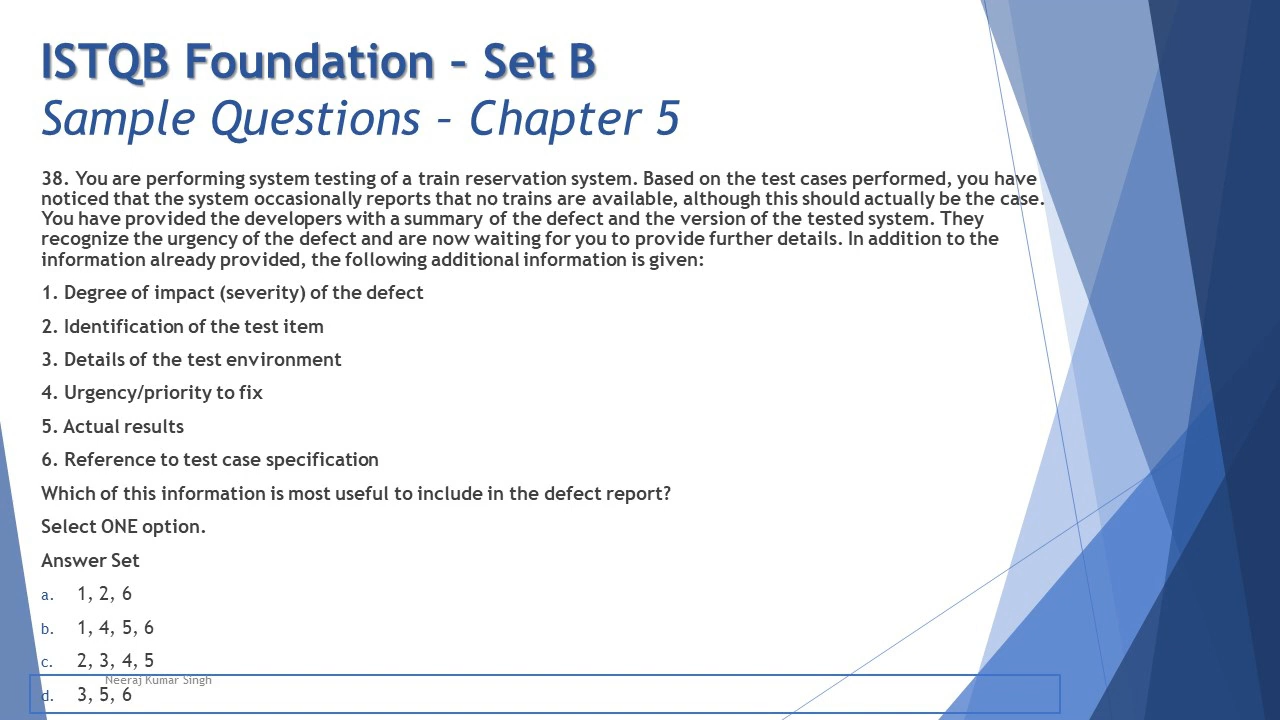 ISTQB Foundation – Set B
Sample Questions – Chapter 5
38. You are performing system testing of a train reservation system. Based on the test cases performed, you have
noticed that the system occasionally reports that no trains are available, although this should actually be the case.
You have provided the developers with a summary of the defect and the version of the tested system. They
recognize the urgency of the defect and are now waiting for you to provide further details. In addition to the
information already provided, the following additional information is given:
1. Degree of impact (severity) of the defect
2. Identification of the test item
3. Details of the test environment
4. Urgency/priority to fix
5. Actual results
6. Reference to test case specification
Which of this information is most useful to include in the defect report?
Select ONE option.
Answer Set
a. 1, 2, 6
b. 1, 4, 5, 6
c. 2, 3, 4, 5
Neeraj Kumar Singh
d. 3, 5, 6